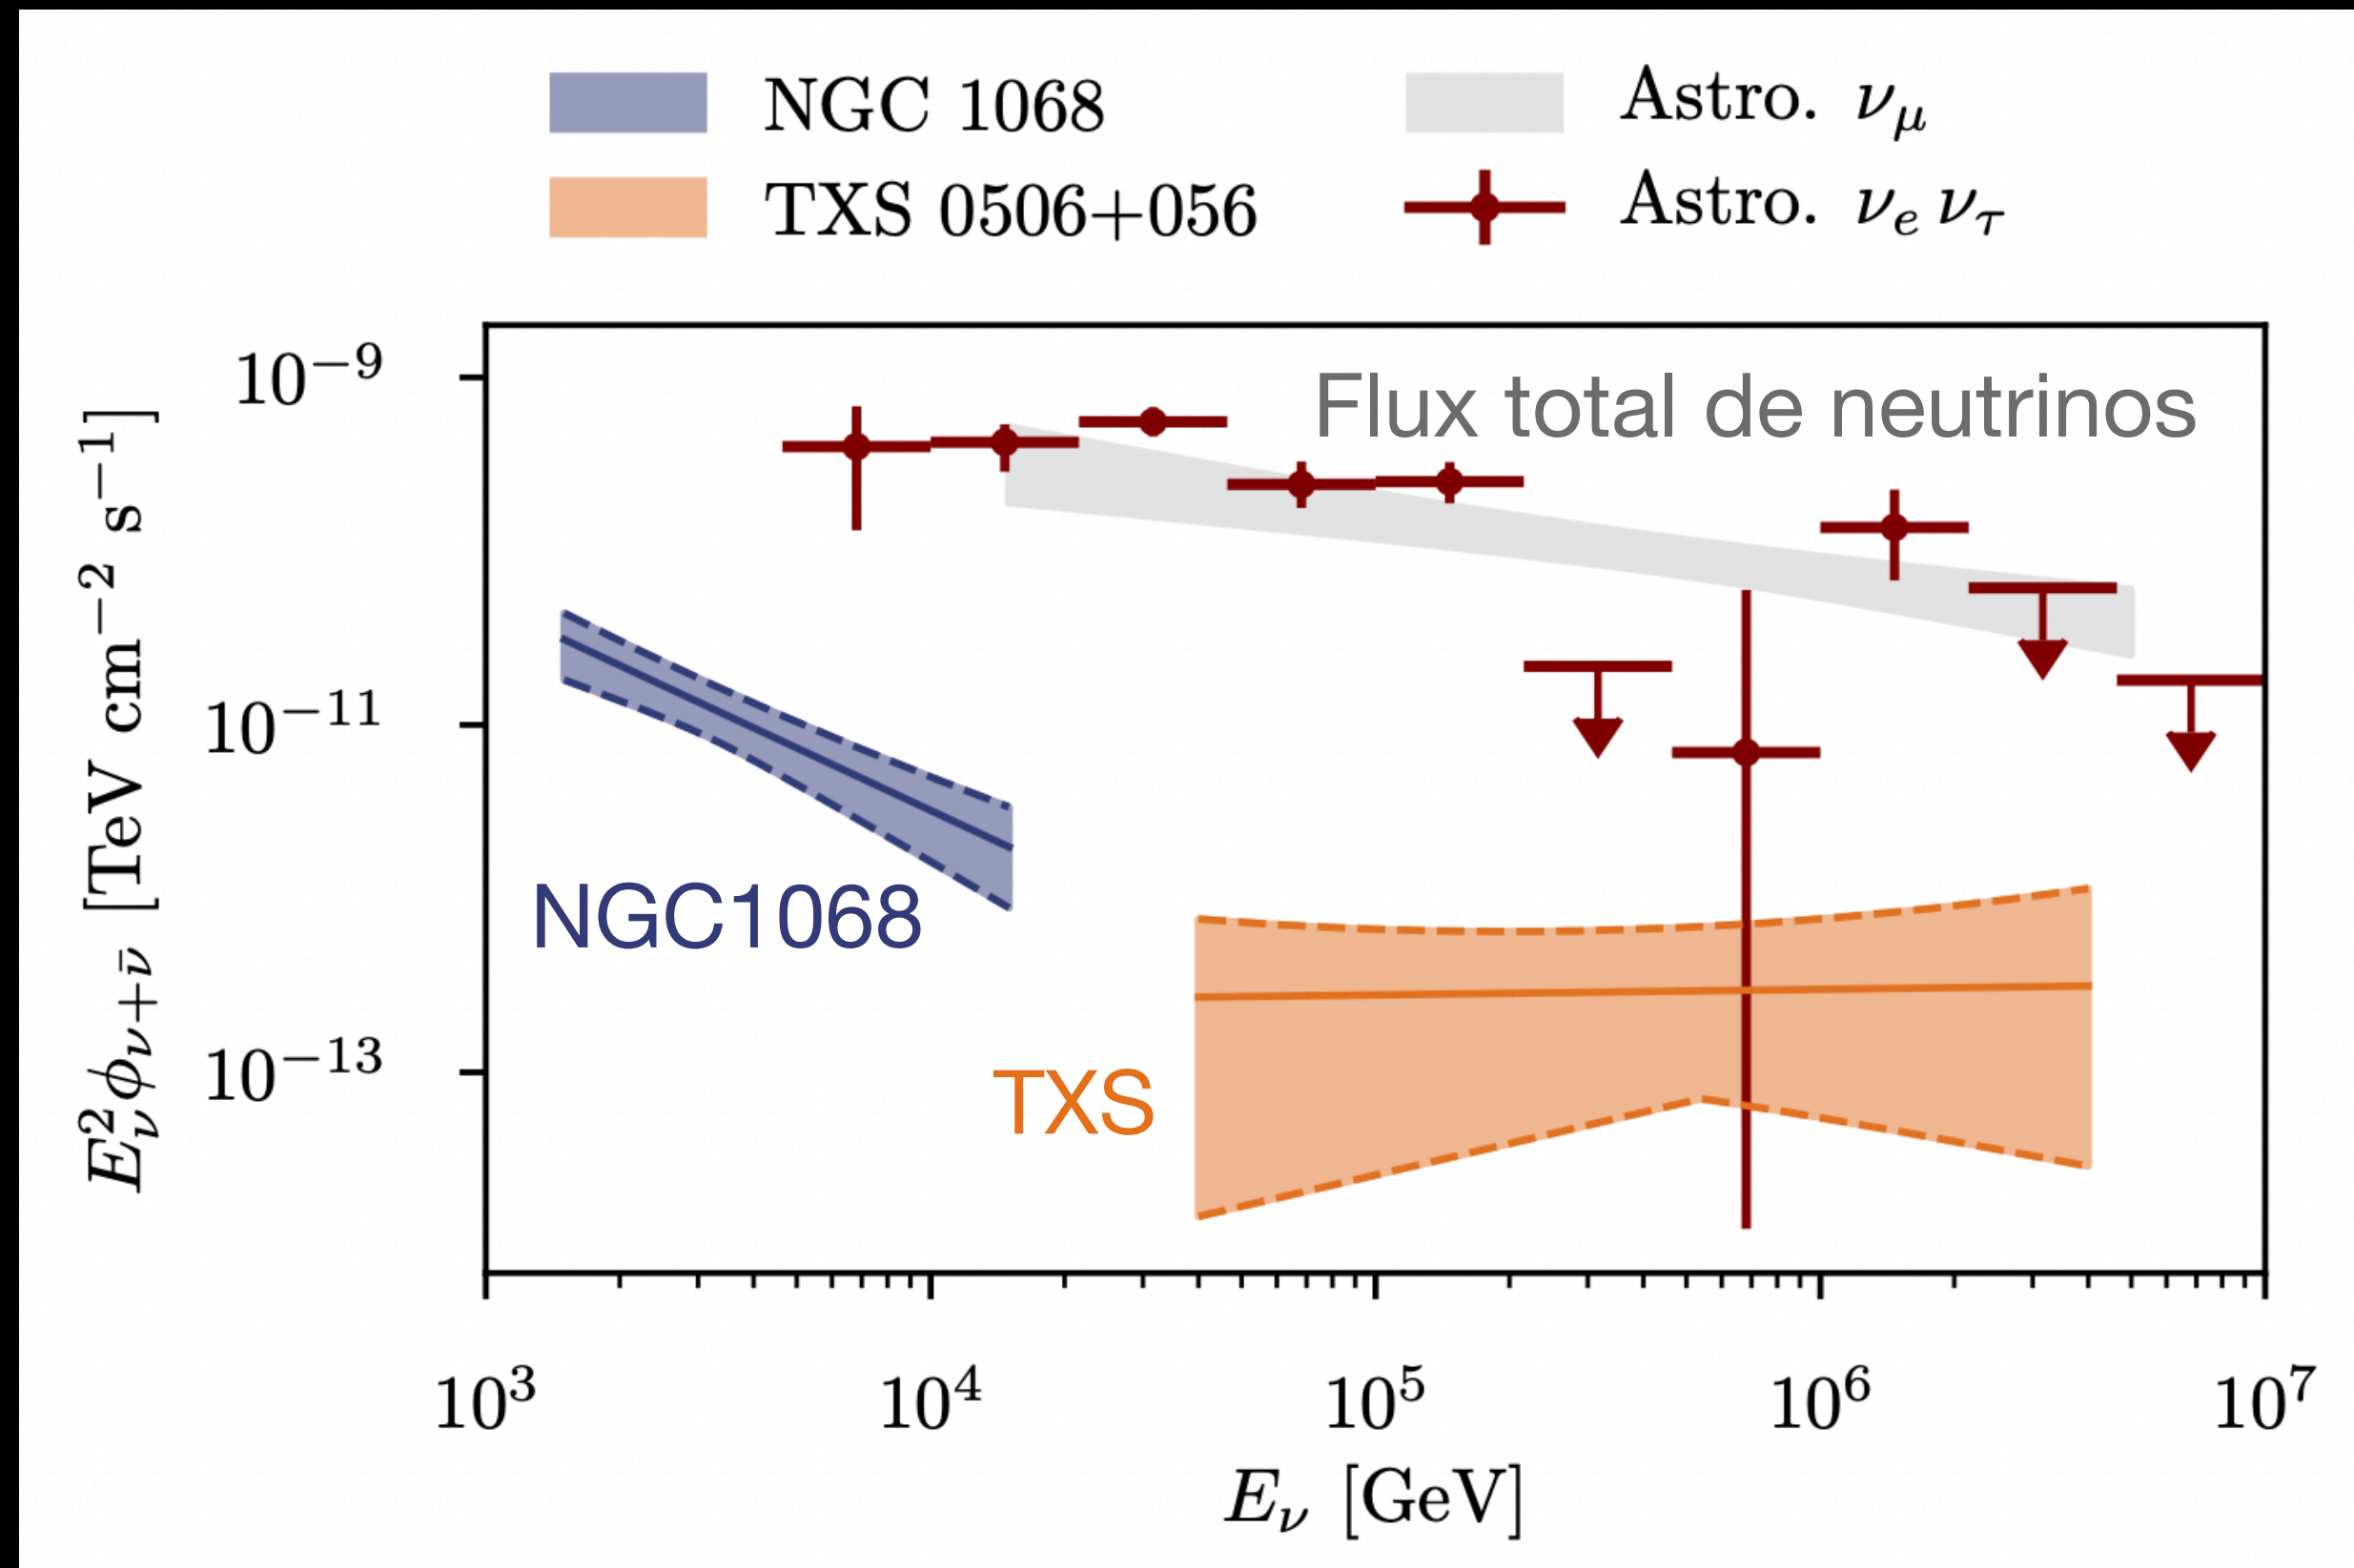 NGC 1068
TXS 0506+056
Astro. ν_μ
Astro. ν_e ν_τ
10^−9
10^−11
10^−13
E_ν^2 ϕ_{ν+ν̄} [TeV cm^−2 s^−1]
Flux total de neutrinos
NGC1068
TXS
10^3 10^4 10^5 10^6 10^7
E_ν [GeV]